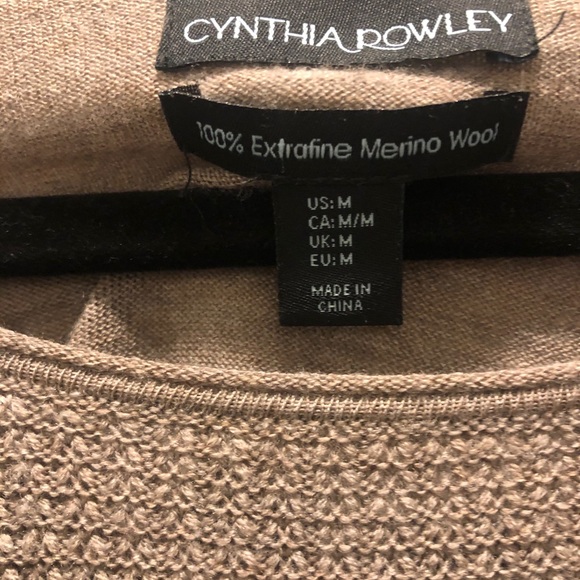 CYNTHIA ROWLEY
100% Extrafine Merino Wool
US: M
CA: M/M
UK: M
EU: M
MADE IN
CHINA